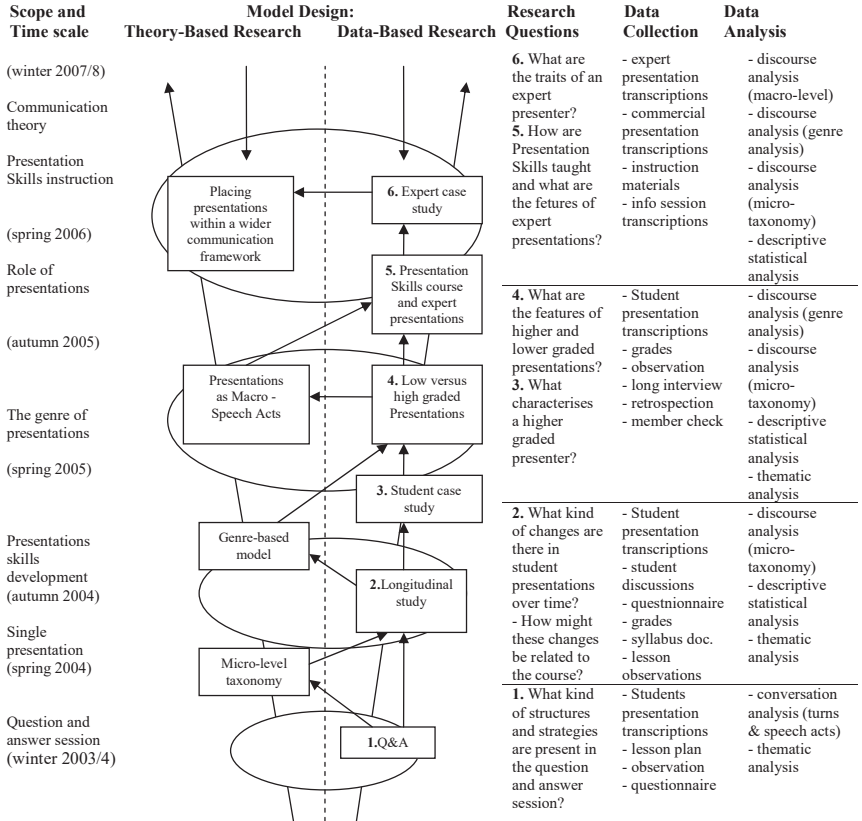 Scope and
Time scale
Model Design:
Theory-Based Research
Data-Based Research
Research
Questions
Data
Collection
Data
Analysis
(winter 2007/8)
Communication
theory
Presentation
Skills instruction
(spring 2006)
Role of
presentations
(autumn 2005)
The genre of
presentations
(spring 2005)
Presentations
skills
development
(autumn 2004)
Single
presentation
(spring 2004)
Question and
answer session
(winter 2003/4)
Placing
presentations
within a wider
communication
framework
6. Expert case
study
5. Presentation
Skills course
and expert
presentations
Presentations
as Macro -
Speech Acts
4. Low versus
high graded
Presentations
3. Student case
study
Genre-based
model
2.Longitudinal
study
Micro-level
taxonomy
1.Q&A
6. What are
the traits of an
expert
presenter?
5. How are
Presentation
Skills taught
and what are
the fetures of
expert
presentations?
- expert
presentation
transcriptions
- commercial
presentation
transcriptions
- instruction
materials
- info session
transcriptions
- discourse
analysis
(macro-level)
- discourse
analysis (genre
analysis)
- discourse
analysis
(micro-
taxonomy)
- descriptive
statistical
analysis
4. What are
the features of
higher and
lower graded
presentations?
3. What
characterises
a higher
graded
presenter?
- Student
presentation
transcriptions
- grades
- observation
- long interview
- retrospection
- member check
- discourse
analysis (genre
analysis)
- discourse
analysis
(micro-
taxonomy)
- descriptive
statistical
analysis
- thematic
analysis
2. What kind
of changes are
there in
student
presentations
over time?
- How might
these changes
be related to
the course?
- Student
presentation
transcriptions
- student
discussions
- questnionnaire
- grades
- syllabus doc.
- lesson
observations
- discourse
analysis
(micro-
taxonomy)
- descriptive
statistical
analysis
- thematic
analysis
1. What kind
of structures
and strategies
are present in
the question
and answer
session?
- Students
presentation
transcriptions
- lesson plan
- observation
- questionnaire
- conversation
analysis (turns
& speech acts)
- thematic
analysis